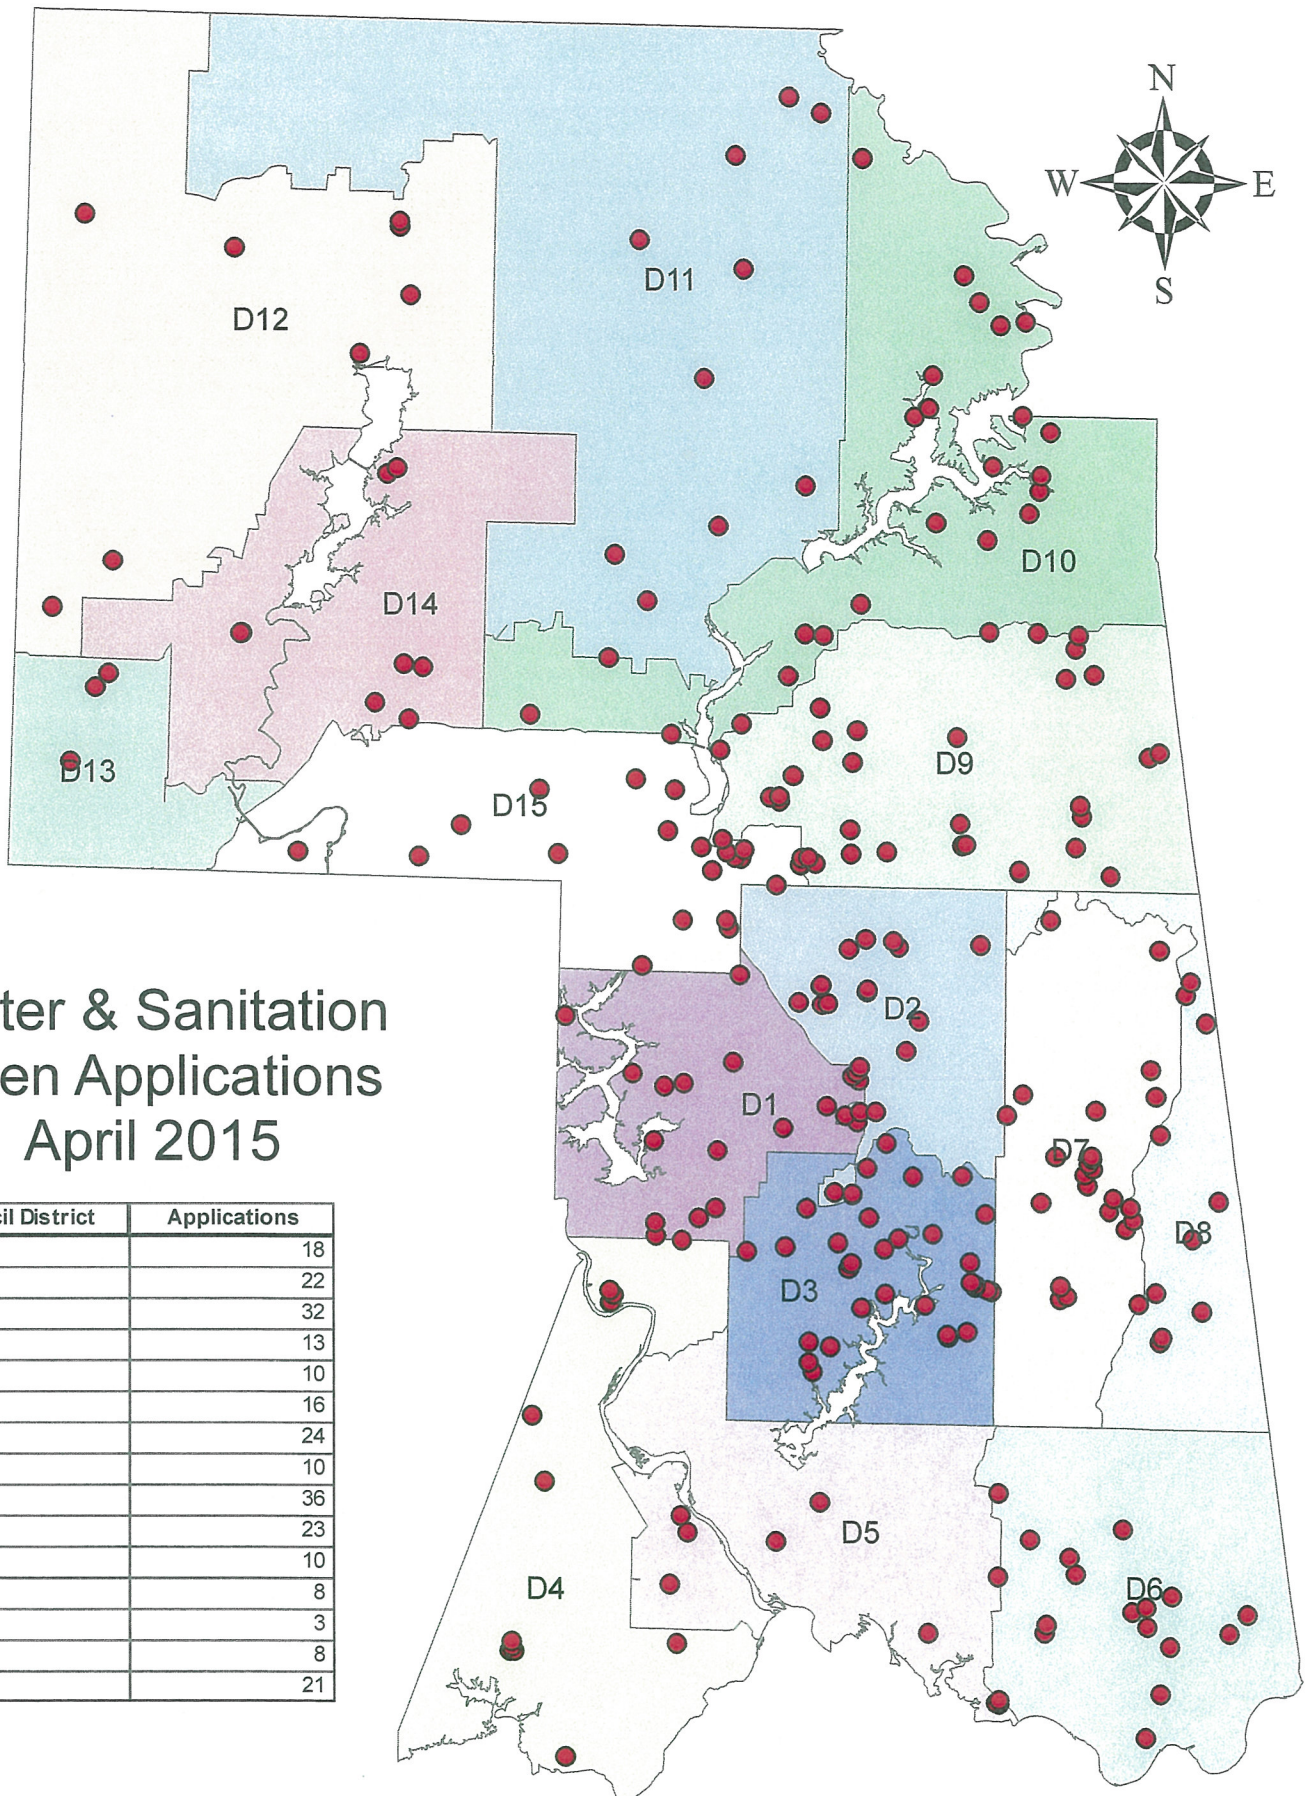 N
W E
S
D11
D12
D10
D14
D9
D13
D15
ter & Sanitation
en Applications
April 2015
D2
D1
D7
D8
D3
cil District Applications
18
22
32
13
10
16
24
10
36
23
10
8
3
8
21
D5
D4
D6